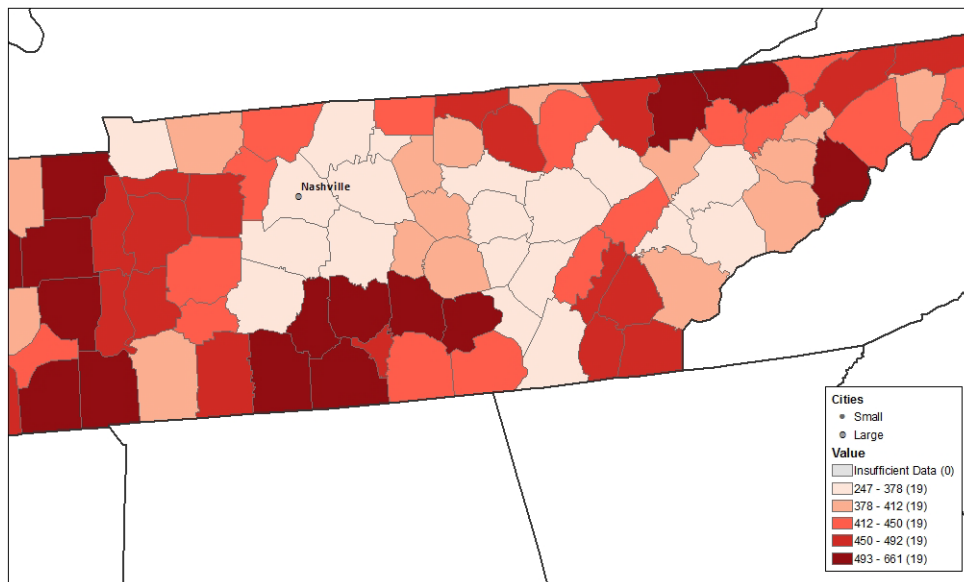 Nashville
Cities
Small
Large
Value
Insufficient Data (0)
247 - 378 (19)
378 - 412 (19)
412 - 450 (19)
450 - 492 (19)
493 - 661 (19)